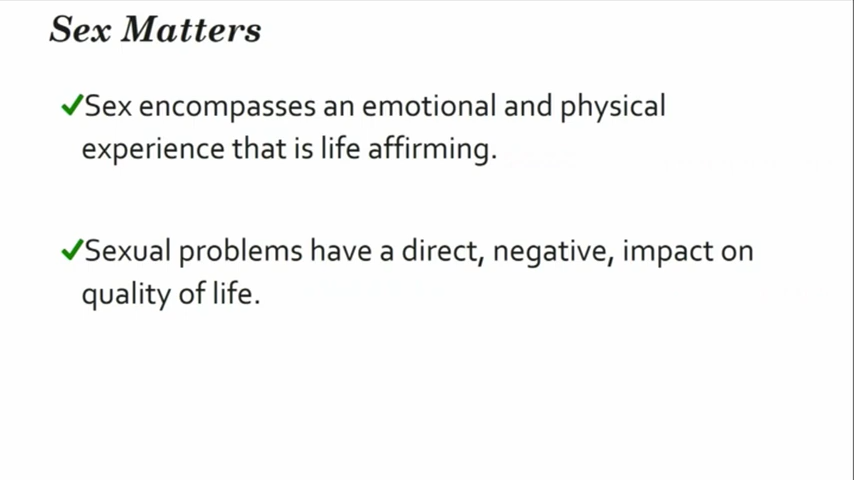 Sex Matters
✓Sex encompasses an emotional and physical
experience that is life affirming.
✓Sexual problems have a direct, negative, impact on
quality of life.